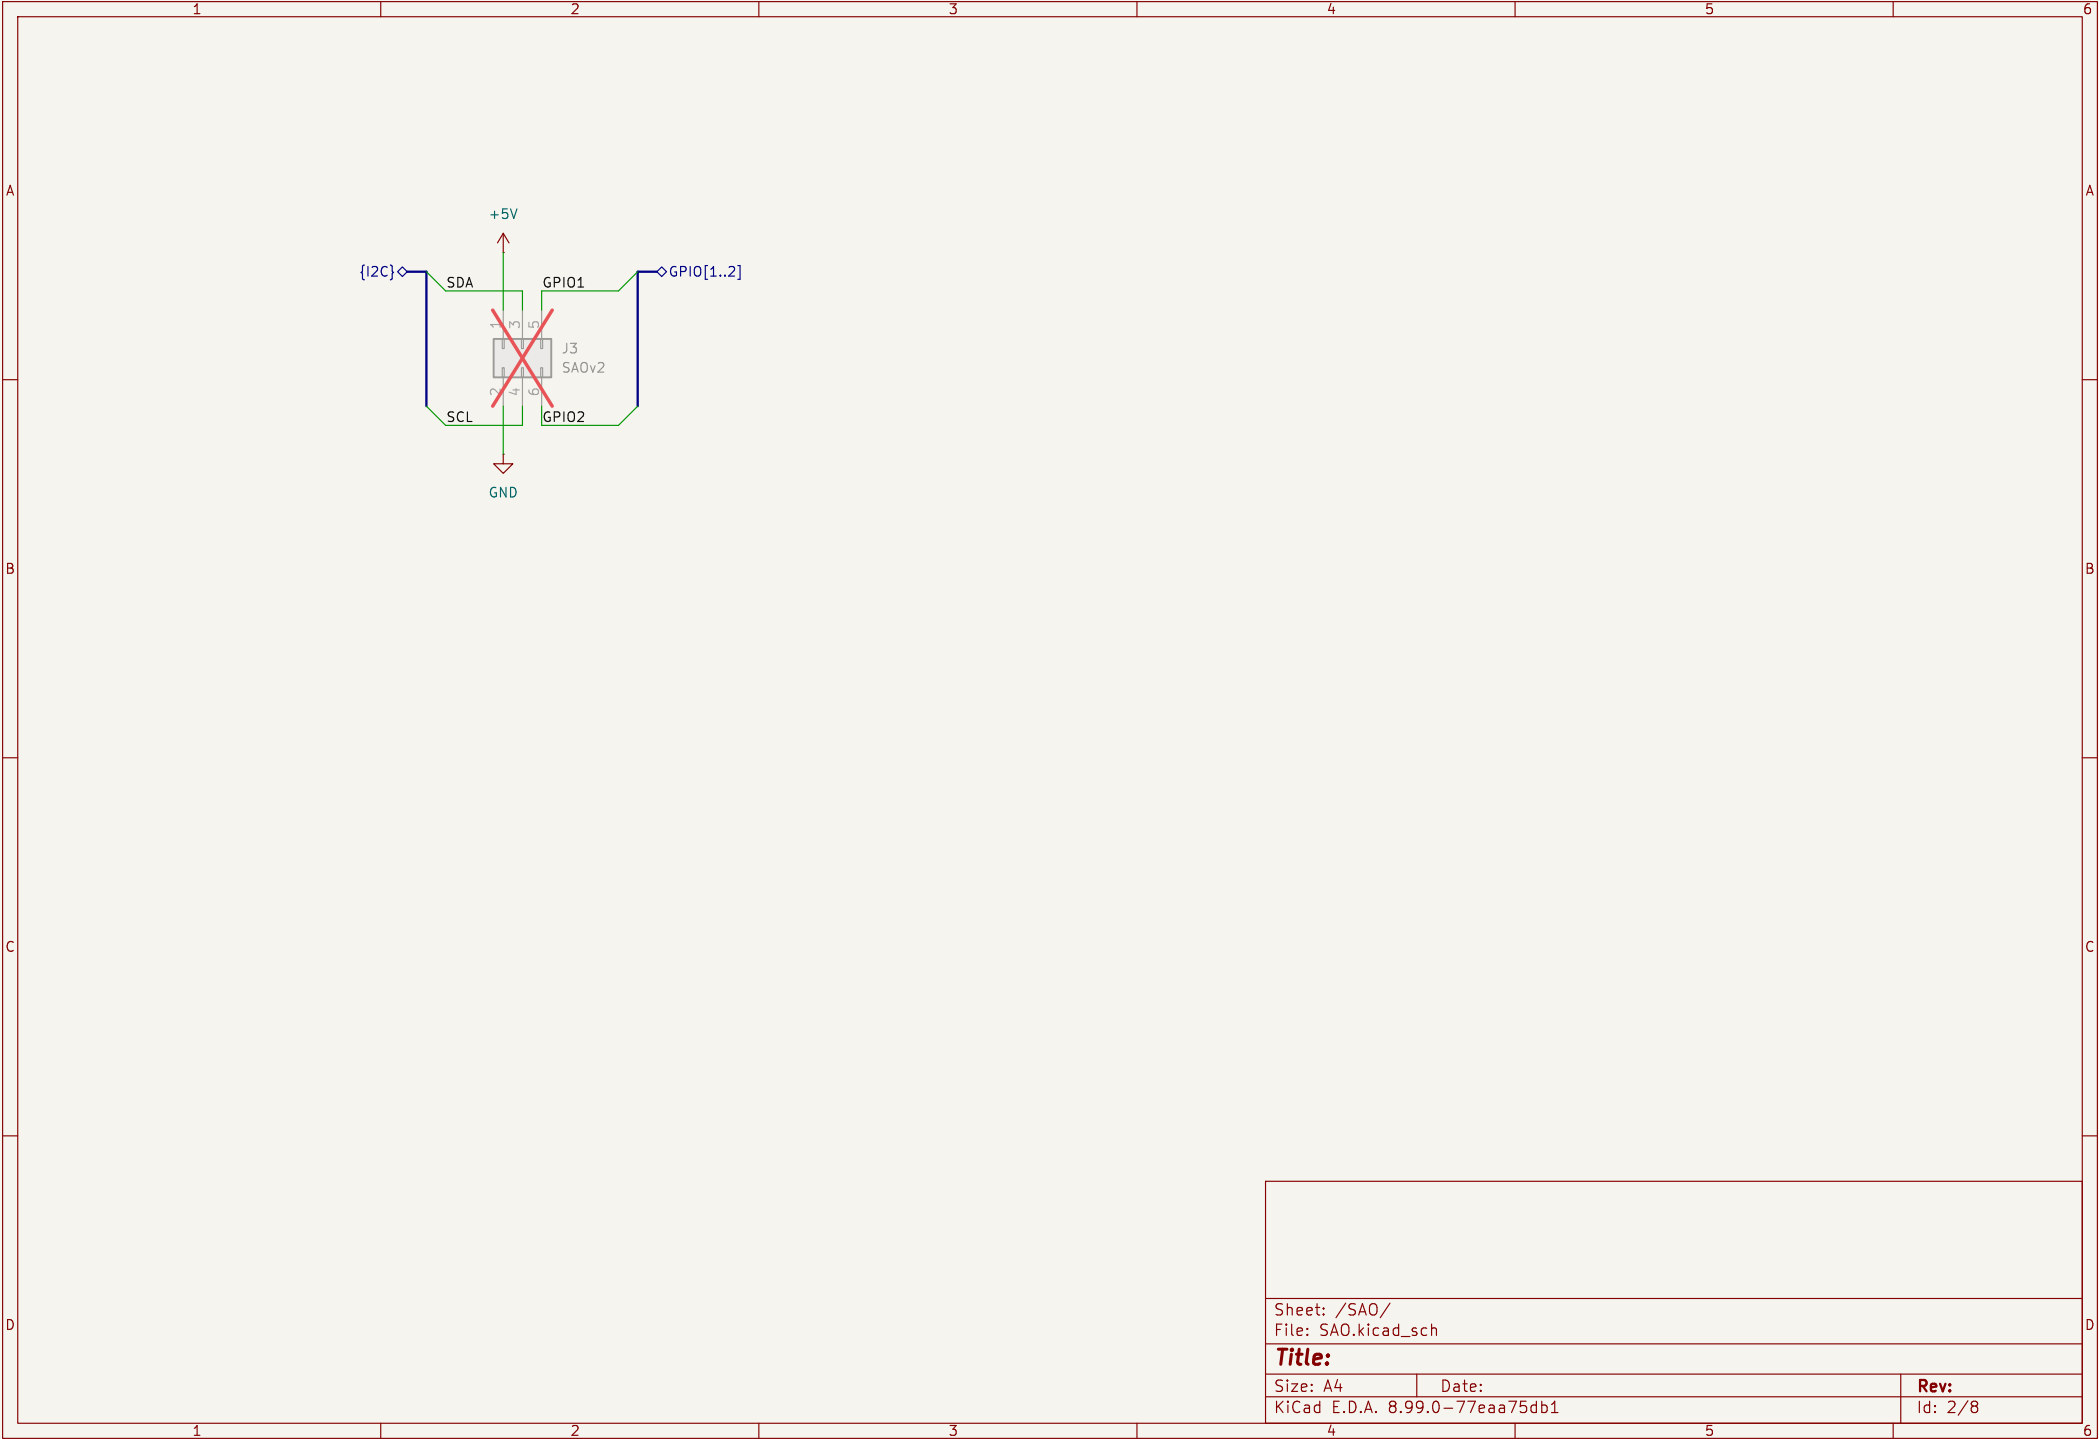 1 2 3 4 5 6
A A
+5V
{I2C} GPIO[1..2]
SDA GPIO1
1 3 5
J3
SAOv2
2 4 6
SCL GPIO2
GND
B B
C C
Sheet: /SAO/
File: SAO.kicad_sch
D D
Title:
Size: A4 Date: Rev:
KiCad E.D.A. 8.99.0-77eaa75db1 Id: 2/8
1 2 3 4 5 6